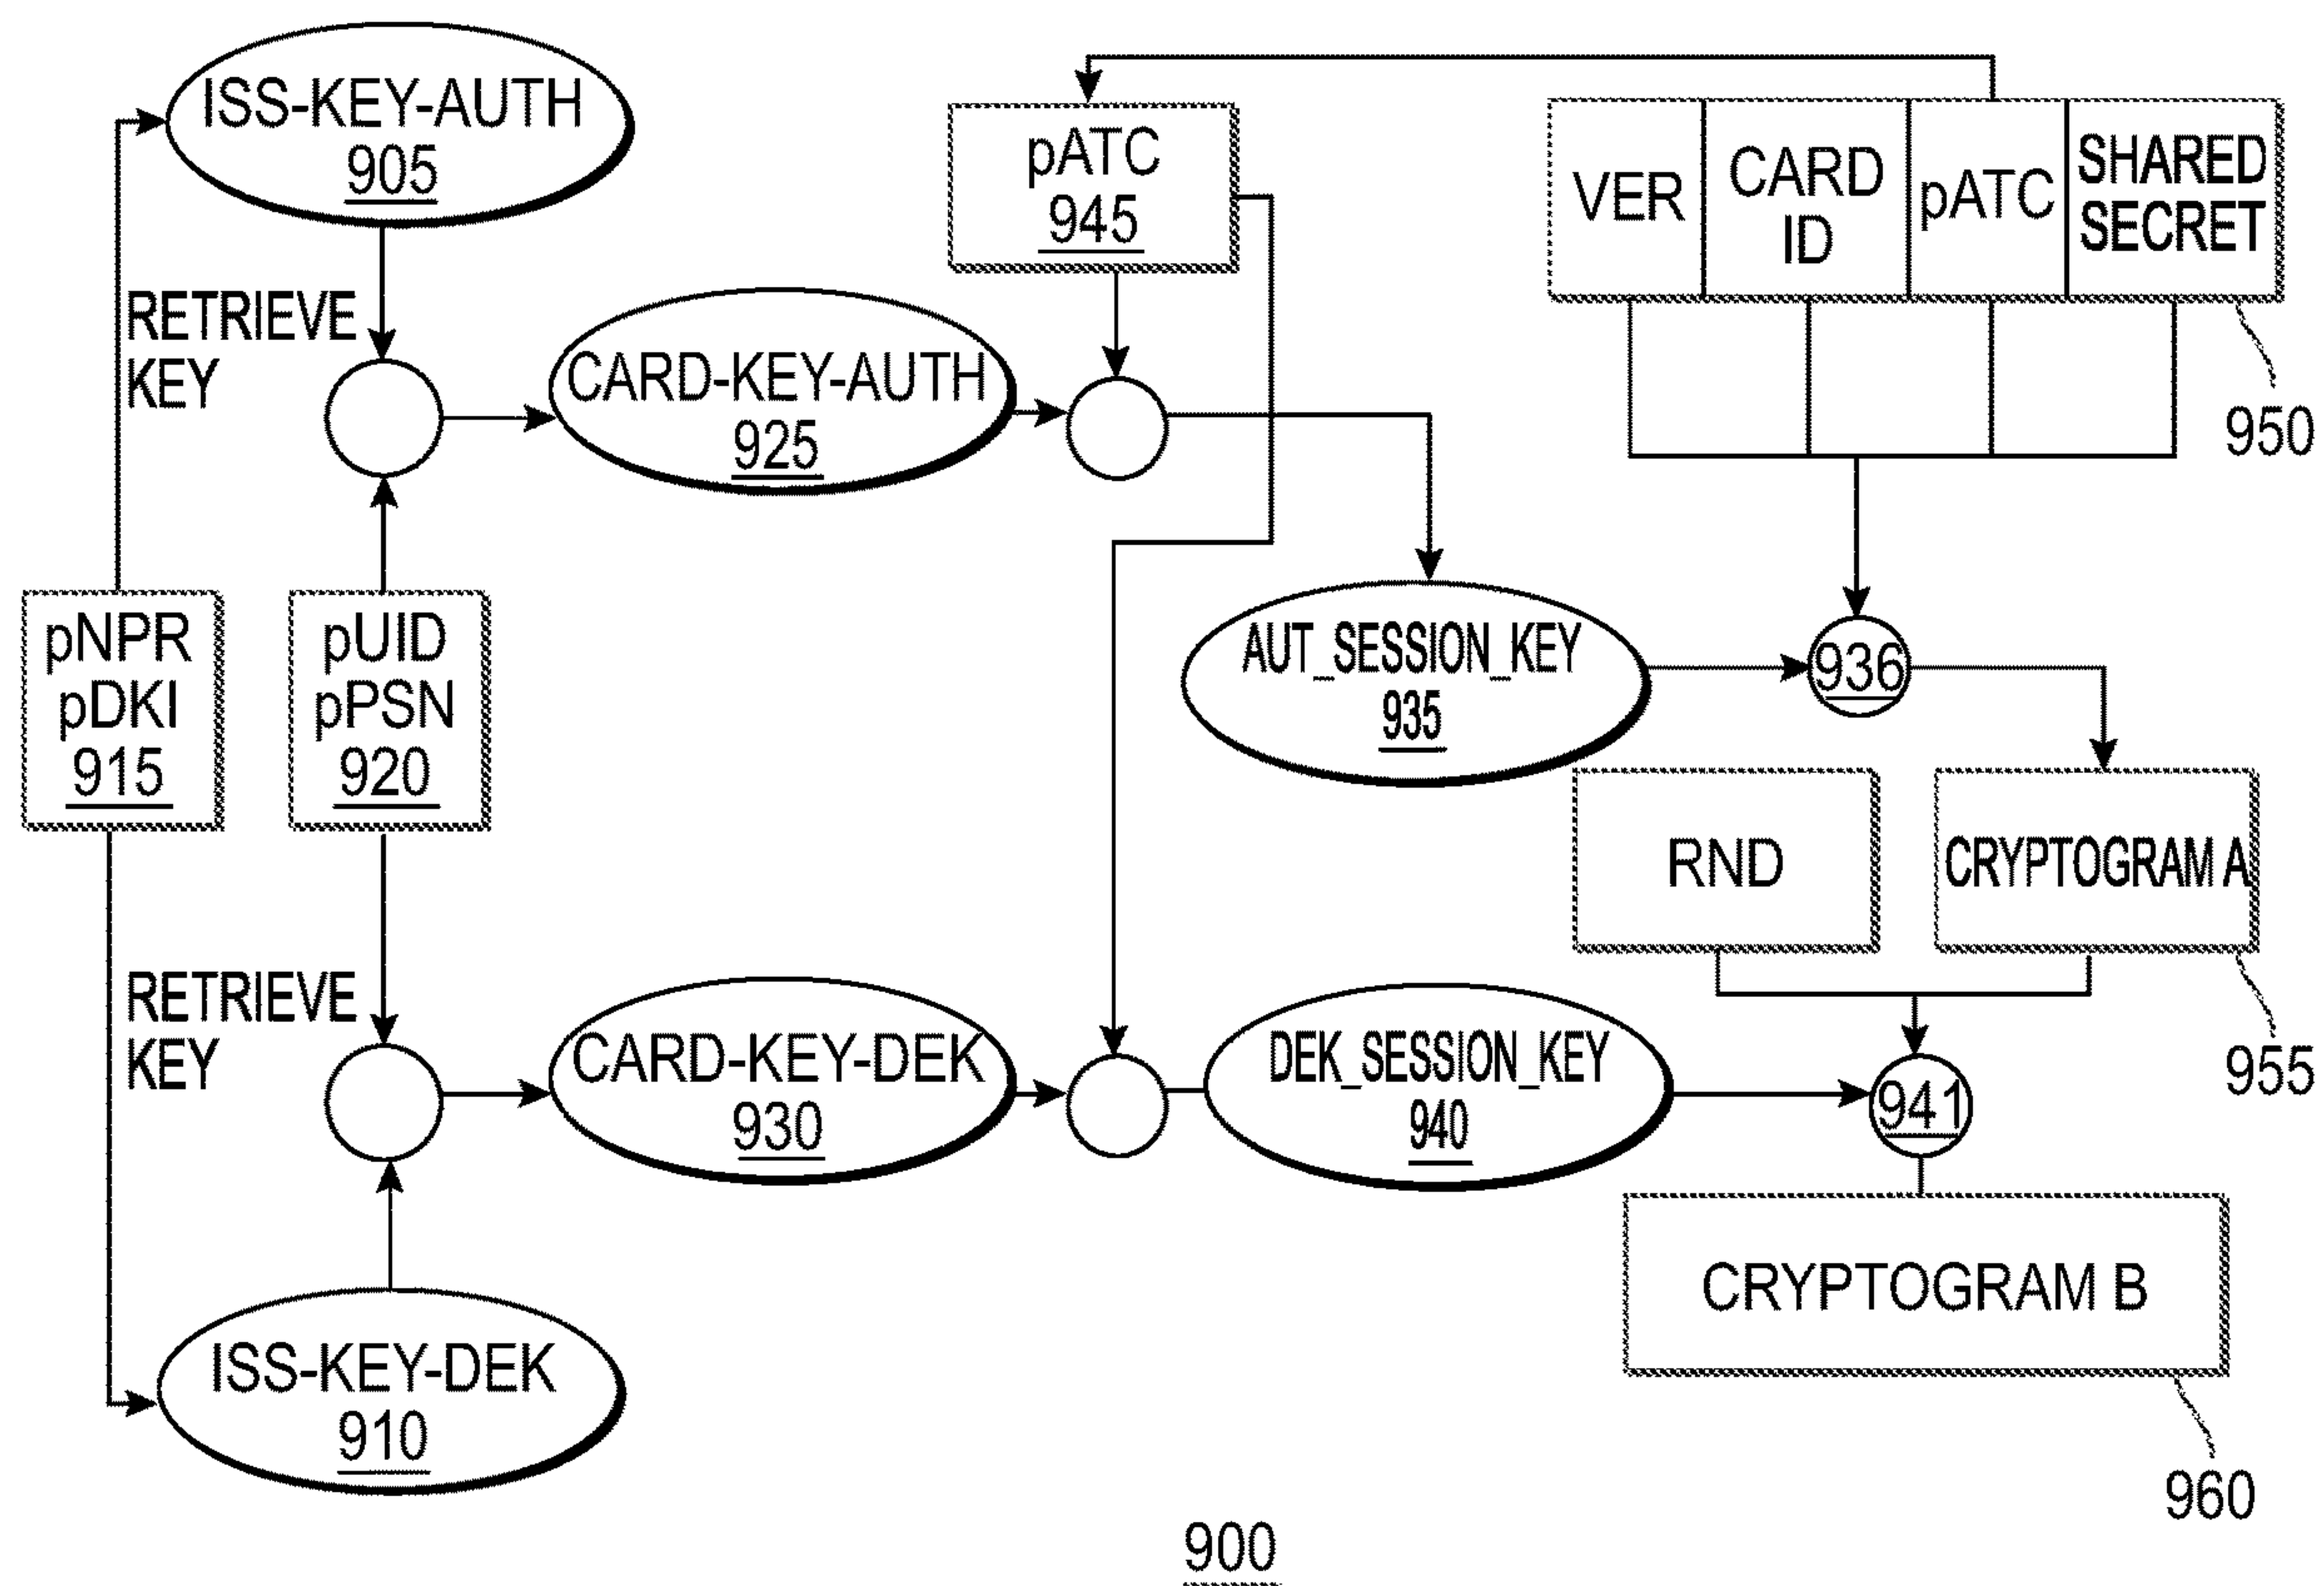 ISS-KEY-AUTH
905
pATC
945
VER
CARD
ID
pATC
SHARED
SECRET
950
RETRIEVE
KEY
CARD-KEY-AUTH
925
pNPR
pDKI
915
pUID
pPSN
920
AUT_SESSION_KEY
935
936
RND
CRYPTOGRAM A
955
RETRIEVE
KEY
CARD-KEY-DEK
930
DEK_SESSION_KEY
940
941
CRYPTOGRAM B
960
ISS-KEY-DEK
910
900